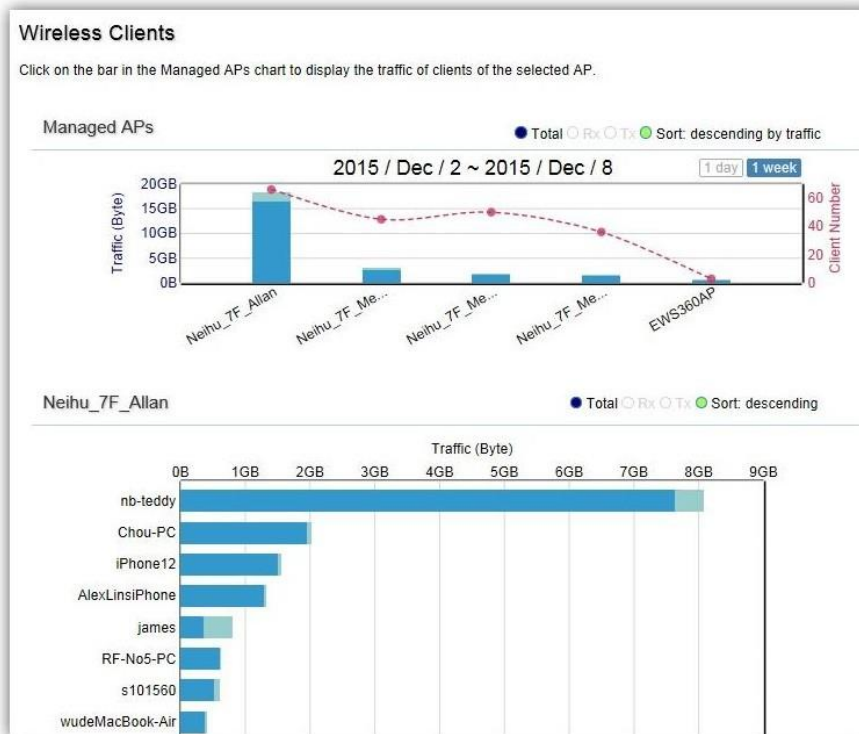 Wireless Clients
Click on the bar in the Managed APs chart to display the traffic of clients of the selected AP.
Managed APs
Total Rx Tx Sort: descending by traffic
2015 / Dec / 2 ~ 2015 / Dec / 8
1 day 1 week
Traffic (Byte)
20GB
15GB
10GB
5GB
0B
60
40
20
0
Client Number
Neihu_7F_Allan
Neihu_7F_Me...
Neihu_7F_Me...
Neihu_7F_Me...
EWS360AP
Neihu_7F_Allan
Total Rx Tx Sort: descending
Traffic (Byte)
0B 1GB 2GB 3GB 4GB 5GB 6GB 7GB 8GB 9GB
nb-teddy
Chou-PC
iPhone12
AlexLinsiPhone
james
RF-No5-PC
s101560
wudeMacBook-Air